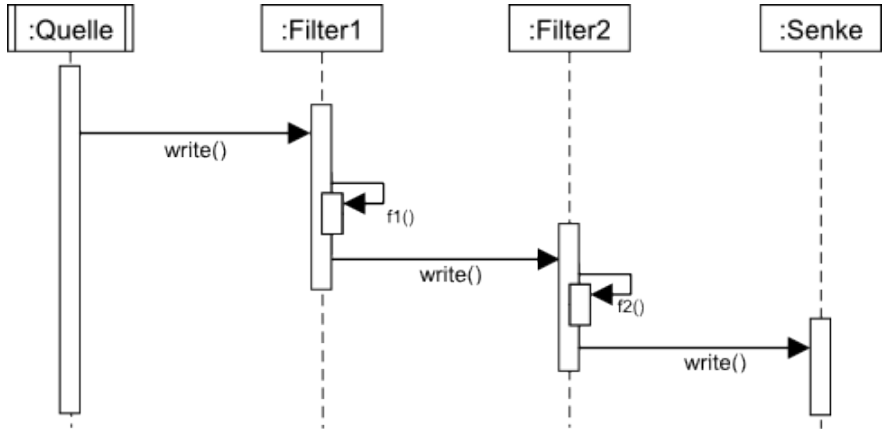 :Quelle
:Filter1
:Filter2
:Senke
write()
f1()
write()
f2()
write()